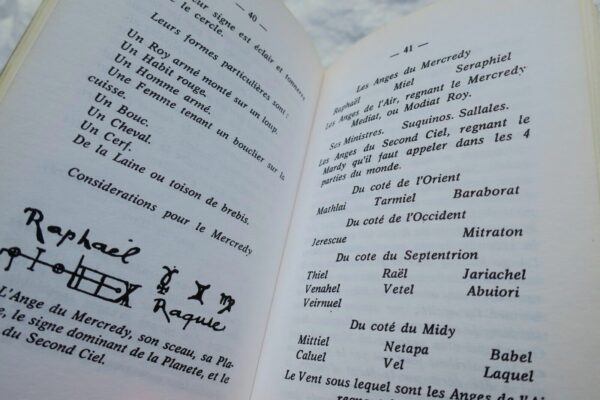 — 40 —
ur signe est éclair et tonnerre
le cercle.
Leurs formes particulières sont :
Un Roy armé monté sur un loup.
Un Habit rouge.
Un Homme armé.
Une Femme tenant un bouclier sur la
cuisse.
Un Bouc.
Un Cheval.
Un Cerf.
De la Laine ou toison de brebis.
Considerations pour le Mercredy
Raphaël
☿ ♊ ♍
Raquie
L'Ange du Mercredy, son sceau, sa Pla-
e, le signe dominant de la Planete, et le
du Second Ciel.
— 41 —
Les Anges du Mercredy
Raphaël Miel Seraphiel
Les Anges de l'Air, regnant le Mercredy
Mediat, ou Modiat Roy.
Ses Ministres. Suquinos. Sallales.
Les Anges du Second Ciel, regnant le
Mardy qu'il faut appeler dans les 4
parties du monde.
Du coté de l'Orient
Mathlai Tarmiel Baraborat
Du coté de l'Occident
Jerescue Mitraton
Du cote du Septentrion
Thiel Raël Jariachel
Venahel Vetel Abuiori
Veirnuel
Du coté du Midy
Mittiel Netapa Babel
Caluel Vel Laquel
Le Vent sous lequel sont les Anges de l'Air